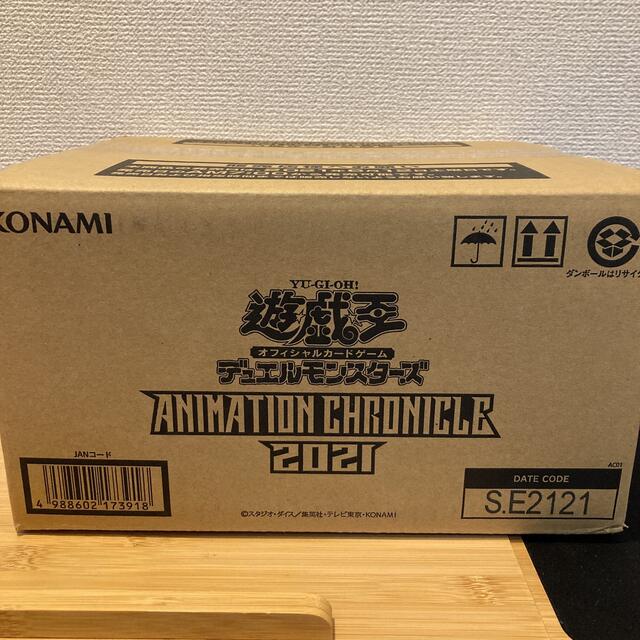 KONAMI
ダンボールはリサイク
YU-GI-OH!
遊戯王
オフィシャルカードゲーム
デュエルモンスターズ
ANIMATION CHRONICLE
2021
JANコード
4 988602 173918
AC01
DATE CODE
S.E2121
©スタジオ・ダイス/集英社・テレビ東京・KONAMI